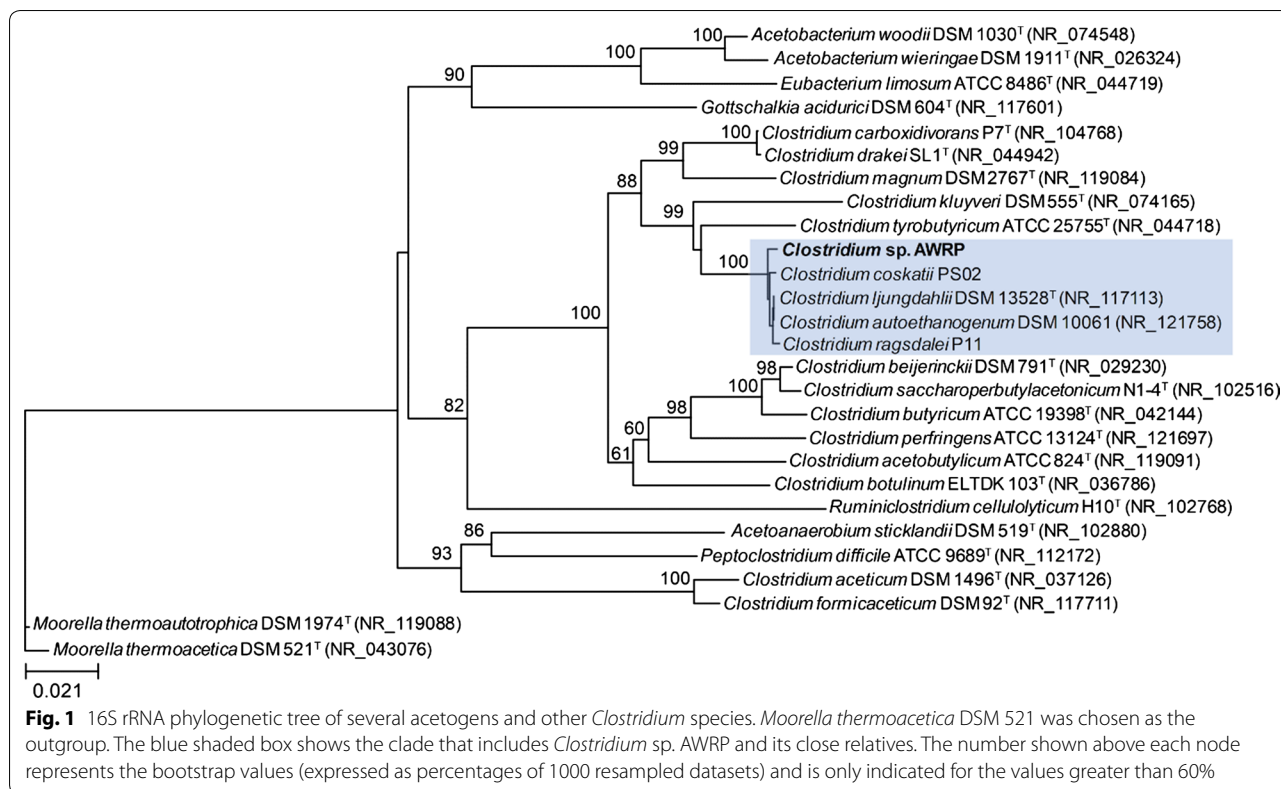 100
Acetobacterium woodii DSM 1030T (NR_074548)
100
Acetobacterium wieringae DSM 1911T (NR_026324)
90
Eubacterium limosum ATCC 8486T (NR_044719)
Gottschalkia acidurici DSM 604T (NR_117601)
100
Clostridium carboxidivorans P7T (NR_104768)
99
Clostridium drakei SL1T (NR_044942)
88
Clostridium magnum DSM 2767T (NR_119084)
99
Clostridium kluyveri DSM 555T (NR_074165)
Clostridium tyrobutyricum ATCC 25755T (NR_044718)
Clostridium sp. AWRP
100
Clostridium coskatii PS02
Clostridium ljungdahlii DSM 13528T (NR_117113)
100
Clostridium autoethanogenum DSM 10061 (NR_121758)
Clostridium ragsdalei P11
98
Clostridium beijerinckii DSM 791T (NR_029230)
100
Clostridium saccharoperbutylacetonicum N1-4T (NR_102516)
82
98
Clostridium butyricum ATCC 19398T (NR_042144)
60
Clostridium perfringens ATCC 13124T (NR_121697)
61
Clostridium acetobutylicum ATCC 824T (NR_119091)
Clostridium botulinum ELTDK 103T (NR_036786)
Ruminiclostridium cellulolyticum H10T (NR_102768)
86
Acetoanaerobium sticklandii DSM 519T (NR_102880)
93
Peptoclostridium difficile ATCC 9689T (NR_112172)
100
Clostridium aceticum DSM 1496T (NR_037126)
Clostridium formicaceticum DSM 92T (NR_117711)
Moorella thermoautotrophica DSM 1974T (NR_119088)
Moorella thermoacetica DSM 521T (NR_043076)
0.021
Fig. 1 16S rRNA phylogenetic tree of several acetogens and other Clostridium species. Moorella thermoacetica DSM 521 was chosen as the
outgroup. The blue shaded box shows the clade that includes Clostridium sp. AWRP and its close relatives. The number shown above each node
represents the bootstrap values (expressed as percentages of 1000 resampled datasets) and is only indicated for the values greater than 60%